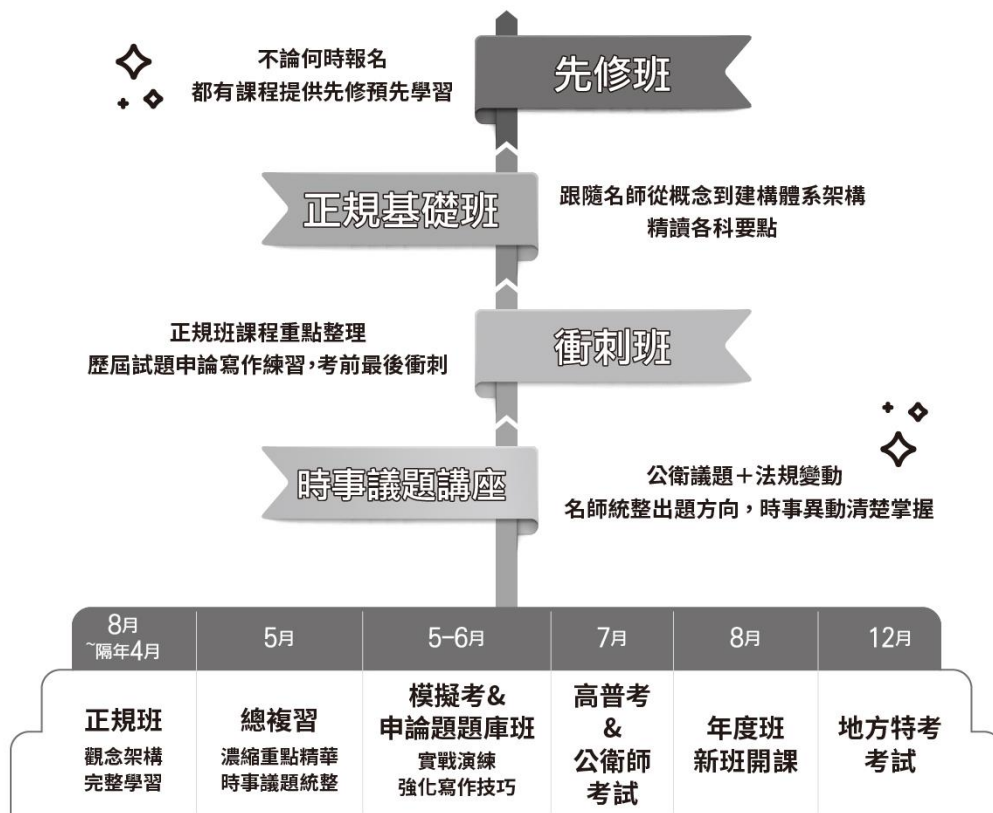 不論何時報名
都有課程提供先修預先學習
先修班
正規基礎班
跟隨名師從概念到建構體系架構
精讀各科要點
正規班課程重點整理
歷屆試題申論寫作練習,考前最後衝刺
衝刺班
時事議題講座
公衛議題+法規變動
名師統整出題方向,時事異動清楚掌握
8月
~隔年4月
5月
5-6月
7月
8月
12月
正規班
觀念架構
完整學習
總複習
濃縮重點精華
時事議題統整
模擬考&
申論題題庫班
實戰演練
強化寫作技巧
高普考
&
公衛師
考試
年度班
新班開課
地方特考
考試